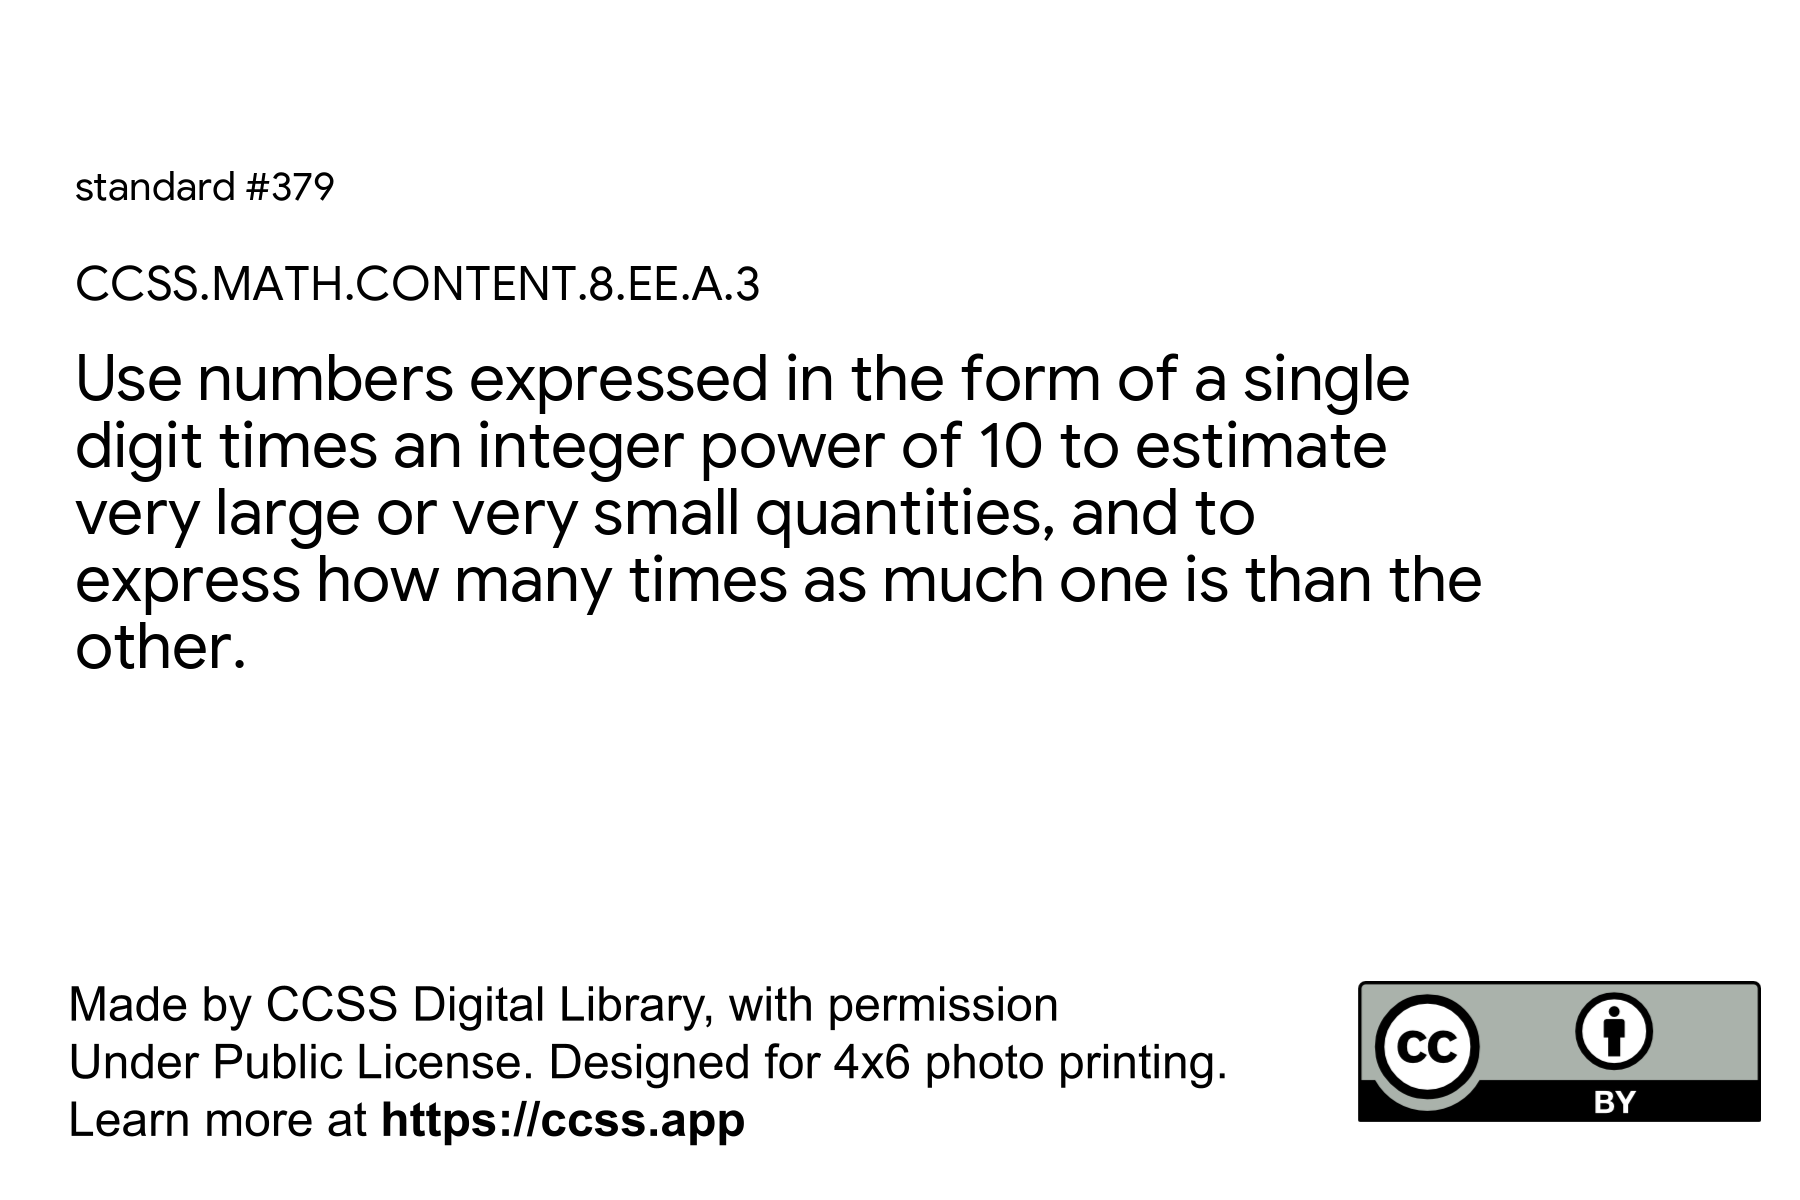 standard #379
CCSS.MATH.CONTENT.8.EE.A.3
Use numbers expressed in the form of a single
digit times an integer power of 10 to estimate
very large or very small quantities, and to
express how many times as much one is than the
other.
Made by CCSS Digital Library, with permission
Under Public License. Designed for 4x6 photo printing.
Learn more at https://ccss.app
cc
BY